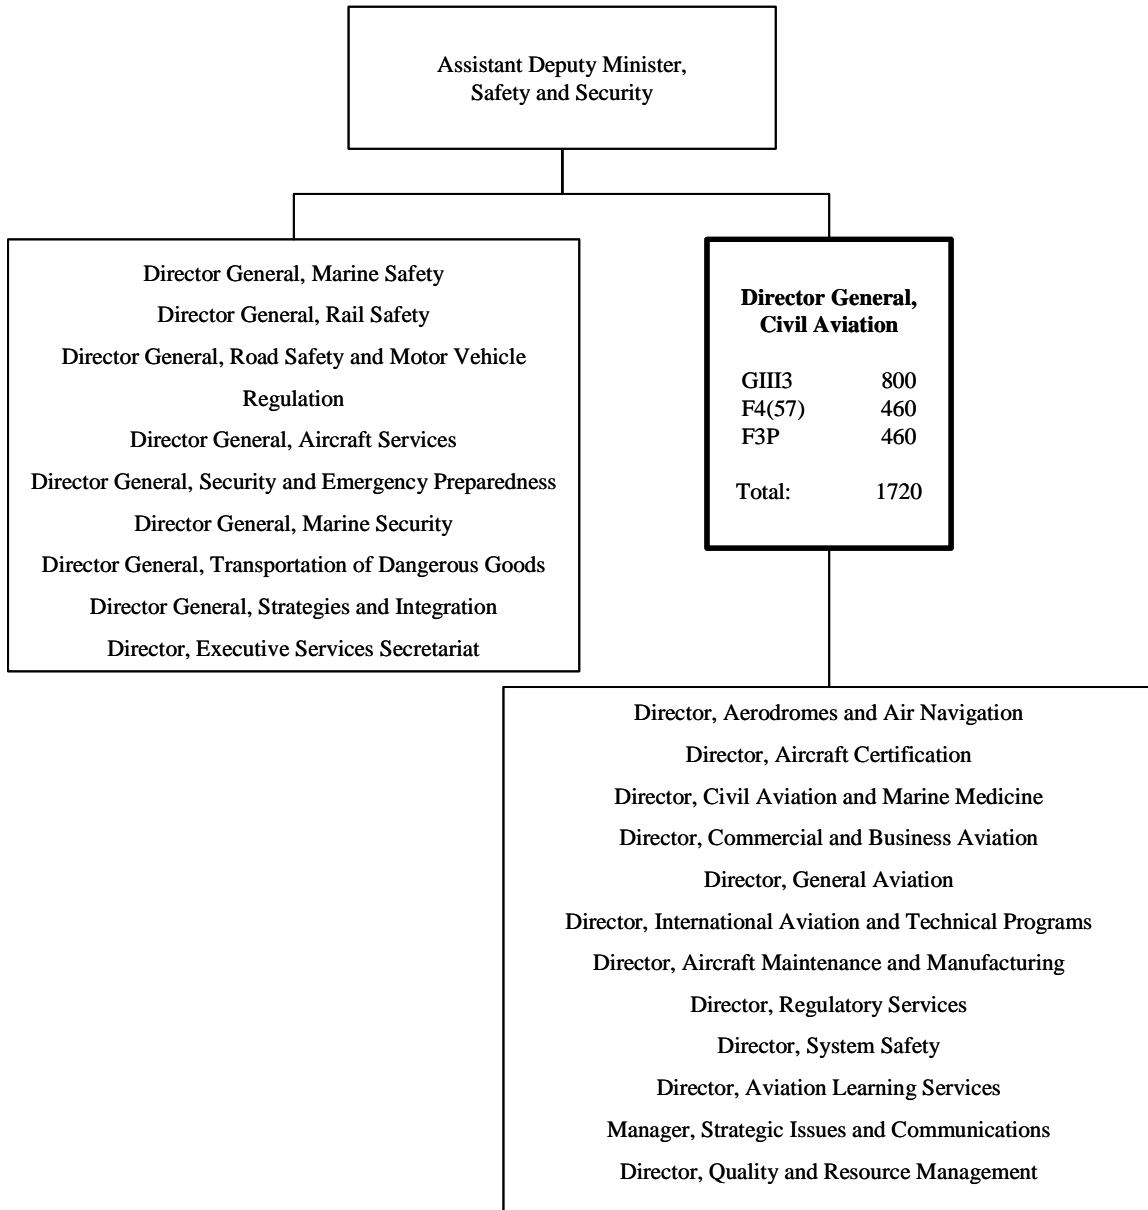 Assistant Deputy Minister,
Safety and Security
Director General, Marine Safety
Director General, Rail Safety
Director General, Road Safety and Motor Vehicle
Regulation
Director General, Aircraft Services
Director General, Security and Emergency Preparedness
Director General, Marine Security
Director General, Transportation of Dangerous Goods
Director General, Strategies and Integration
Director, Executive Services Secretariat
Director General,
Civil Aviation
GIII3 800
F4(57) 460
F3P 460
Total: 1720
Director, Aerodromes and Air Navigation
Director, Aircraft Certification
Director, Civil Aviation and Marine Medicine
Director, Commercial and Business Aviation
Director, General Aviation
Director, International Aviation and Technical Programs
Director, Aircraft Maintenance and Manufacturing
Director, Regulatory Services
Director, System Safety
Director, Aviation Learning Services
Manager, Strategic Issues and Communications
Director, Quality and Resource Management